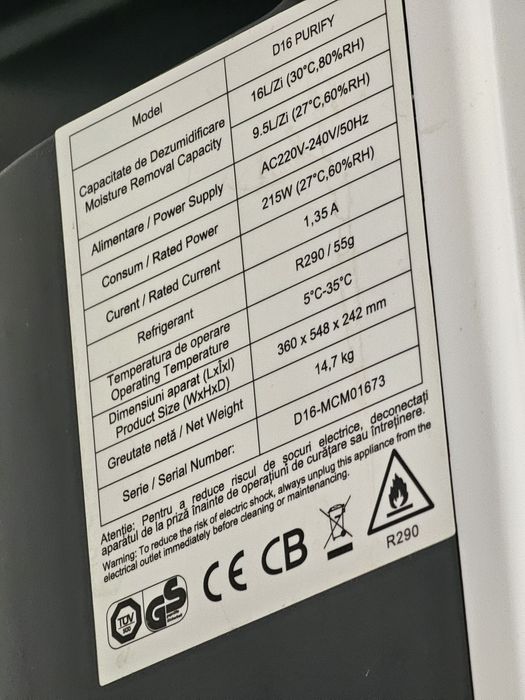 Model D16 PURIFY
Capacitate de Dezumidificare 16L/Zi (30°C,80%RH)
Moisture Removal Capacity 9.5L/Zi (27°C,60%RH)
Alimentare / Power Supply AC220V-240V/50Hz
Consum / Rated Power 215W (27°C,60%RH)
Curent / Rated Current 1,35 A
Refrigerant R290 / 55g
Temperatura de operare
Operating Temperature 5°C-35°C
Dimensiuni aparat (LxÎxl)
Product Size (WxHxD) 360 x 548 x 242 mm
Greutate netă / Net Weight 14,7 kg
Serie / Serial Number: D16-MCM01673
Atenție: Pentru a reduce riscul de șocuri electrice, deconectați
aparatul de la priză înainte de operațiuni de curățare sau întreținere.
Warning: To reduce the risk of electric shock, always unplug this appliance from the
electrical outlet immediately before cleaning or maintenancing.
TÜV GS CE CB
R290